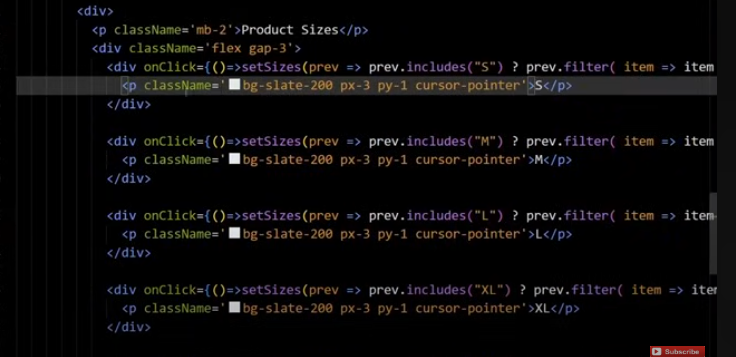 <div>
<p className='mb-2'>Product Sizes</p>
<div className='flex gap-3'>
<div onClick={()=>setSizes(prev => prev.includes("S") ? prev.filter( item => item
<p className='bg-slate-200 px-3 py-1 cursor-pointer'>S</p>
</div>
<div onClick={()=>setSizes(prev => prev.includes("M") ? prev.filter( item => item
<p className='bg-slate-200 px-3 py-1 cursor-pointer'>M</p>
</div>
<div onClick={()=>setSizes(prev => prev.includes("L") ? prev.filter( item => item
<p className='bg-slate-200 px-3 py-1 cursor-pointer'>L</p>
</div>
<div onClick={()=>setSizes(prev => prev.includes("XL") ? prev.filter( item => iter
<p className='bg-slate-200 px-3 py-1 cursor-pointer'>XL</p>
</div>
Subscribe